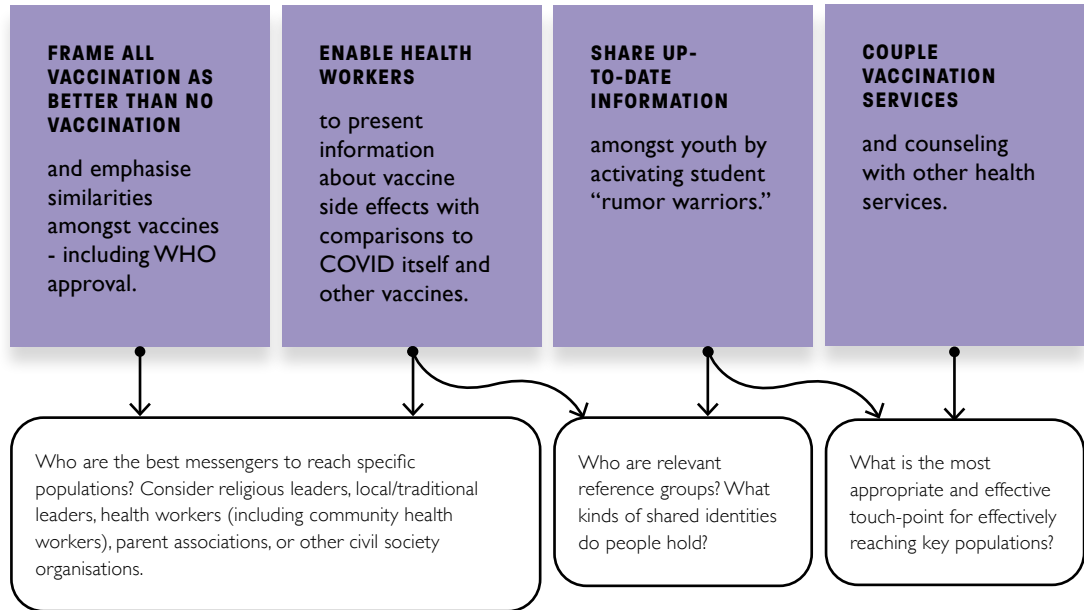 FRAME ALL
VACCINATION AS
BETTER THAN NO
VACCINATION
and emphasise
similarities
amongst vaccines
- including WHO
approval.
ENABLE HEALTH
WORKERS
to present
information
about vaccine
side effects with
comparisons to
COVID itself and
other vaccines.
SHARE UP-
TO-DATE
INFORMATION
amongst youth by
activating student
“rumor warriors.”
COUPLE
VACCINATION
SERVICES
and counseling
with other health
services.
Who are the best messengers to reach specific
populations? Consider religious leaders, local/traditional
leaders, health workers (including community health
workers), parent associations, or other civil society
organisations.
Who are relevant
reference groups? What
kinds of shared identities
do people hold?
What is the most
appropriate and effective
touch-point for effectively
reaching key populations?